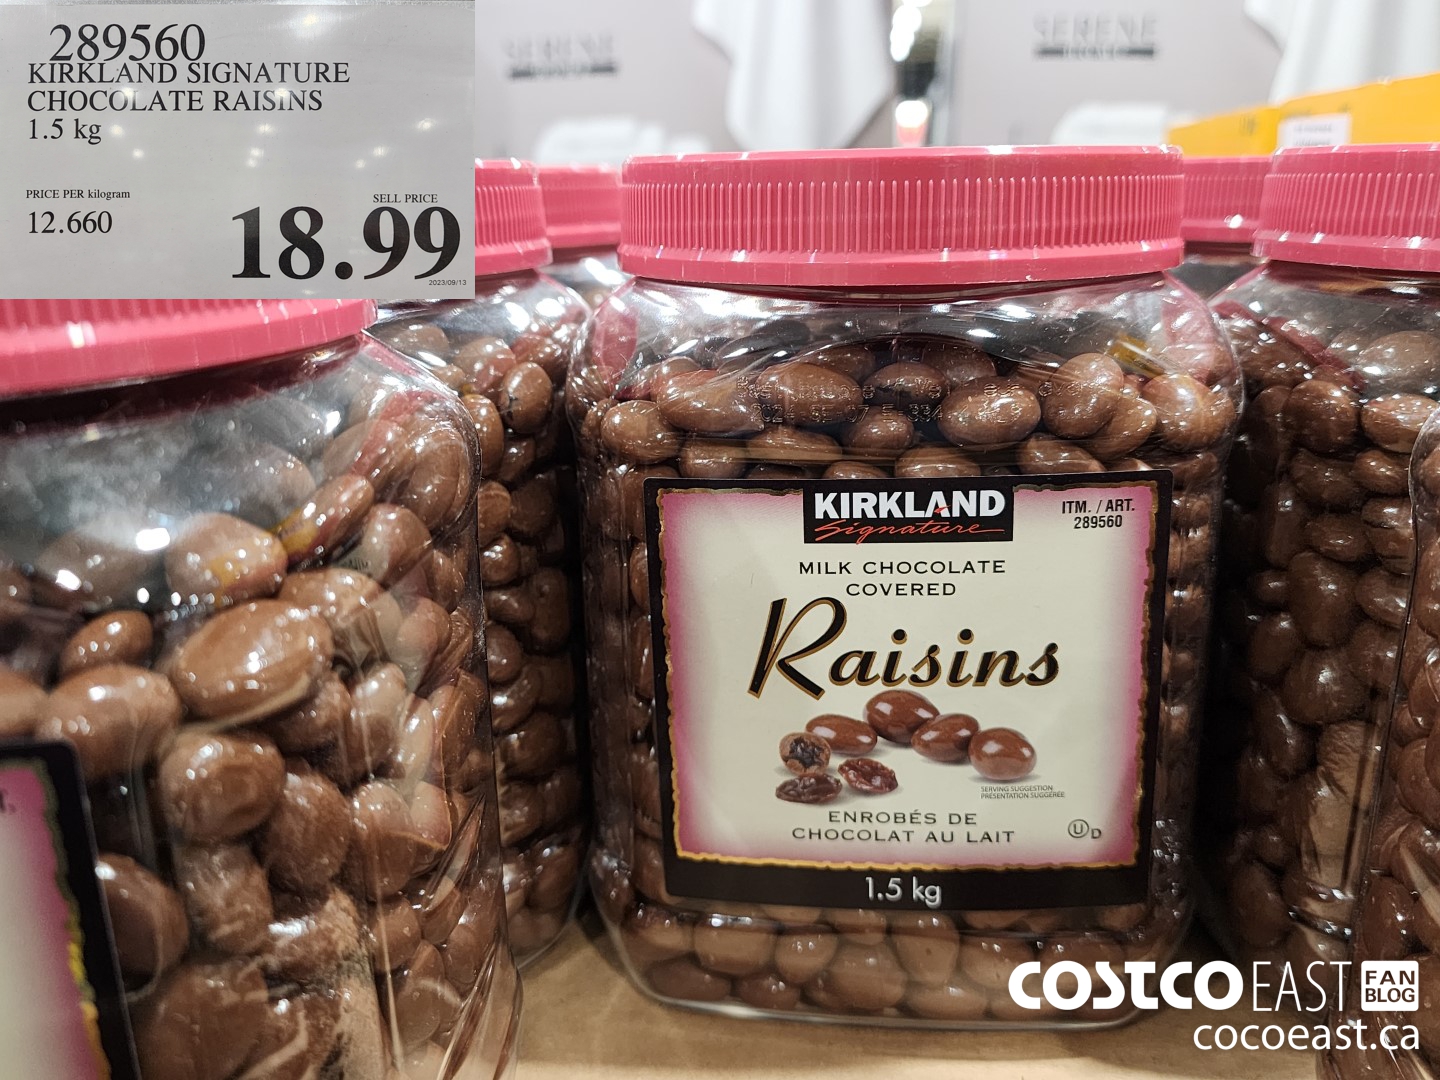 289560
KIRKLAND SIGNATURE
CHOCOLATE RAISINS
1.5 kg
PRICE PER kilogram
12.660
SELL PRICE
18.99
2023/09/13
SERENE
SERENE
KIRKLAND
Signature
ITM. / ART.
289560
MILK CHOCOLATE
COVERED
Raisins
SERVING SUGGESTION
PRÉSENTATION SUGGÉRÉE
ENROBÉS DE
CHOCOLAT AU LAIT
U D
1.5 kg
COSTCO EAST FAN BLOG
cocoeast.ca